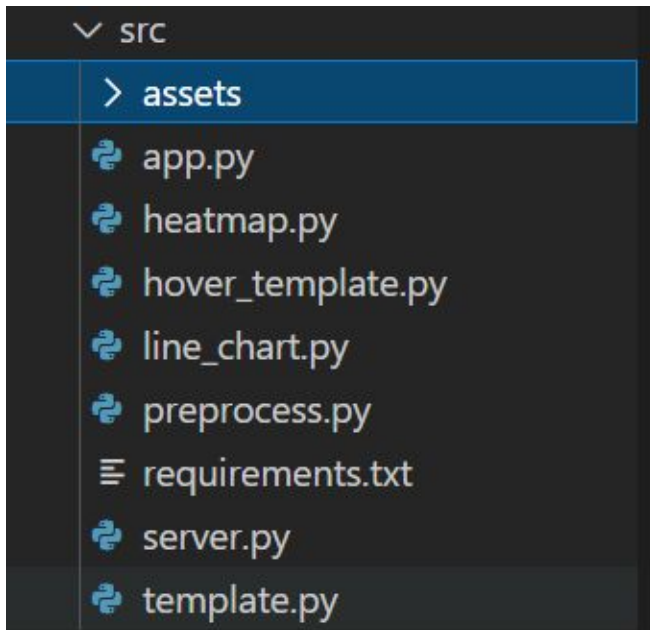 src
assets
app.py
heatmap.py
hover_template.py
line_chart.py
preprocess.py
requirements.txt
server.py
template.py